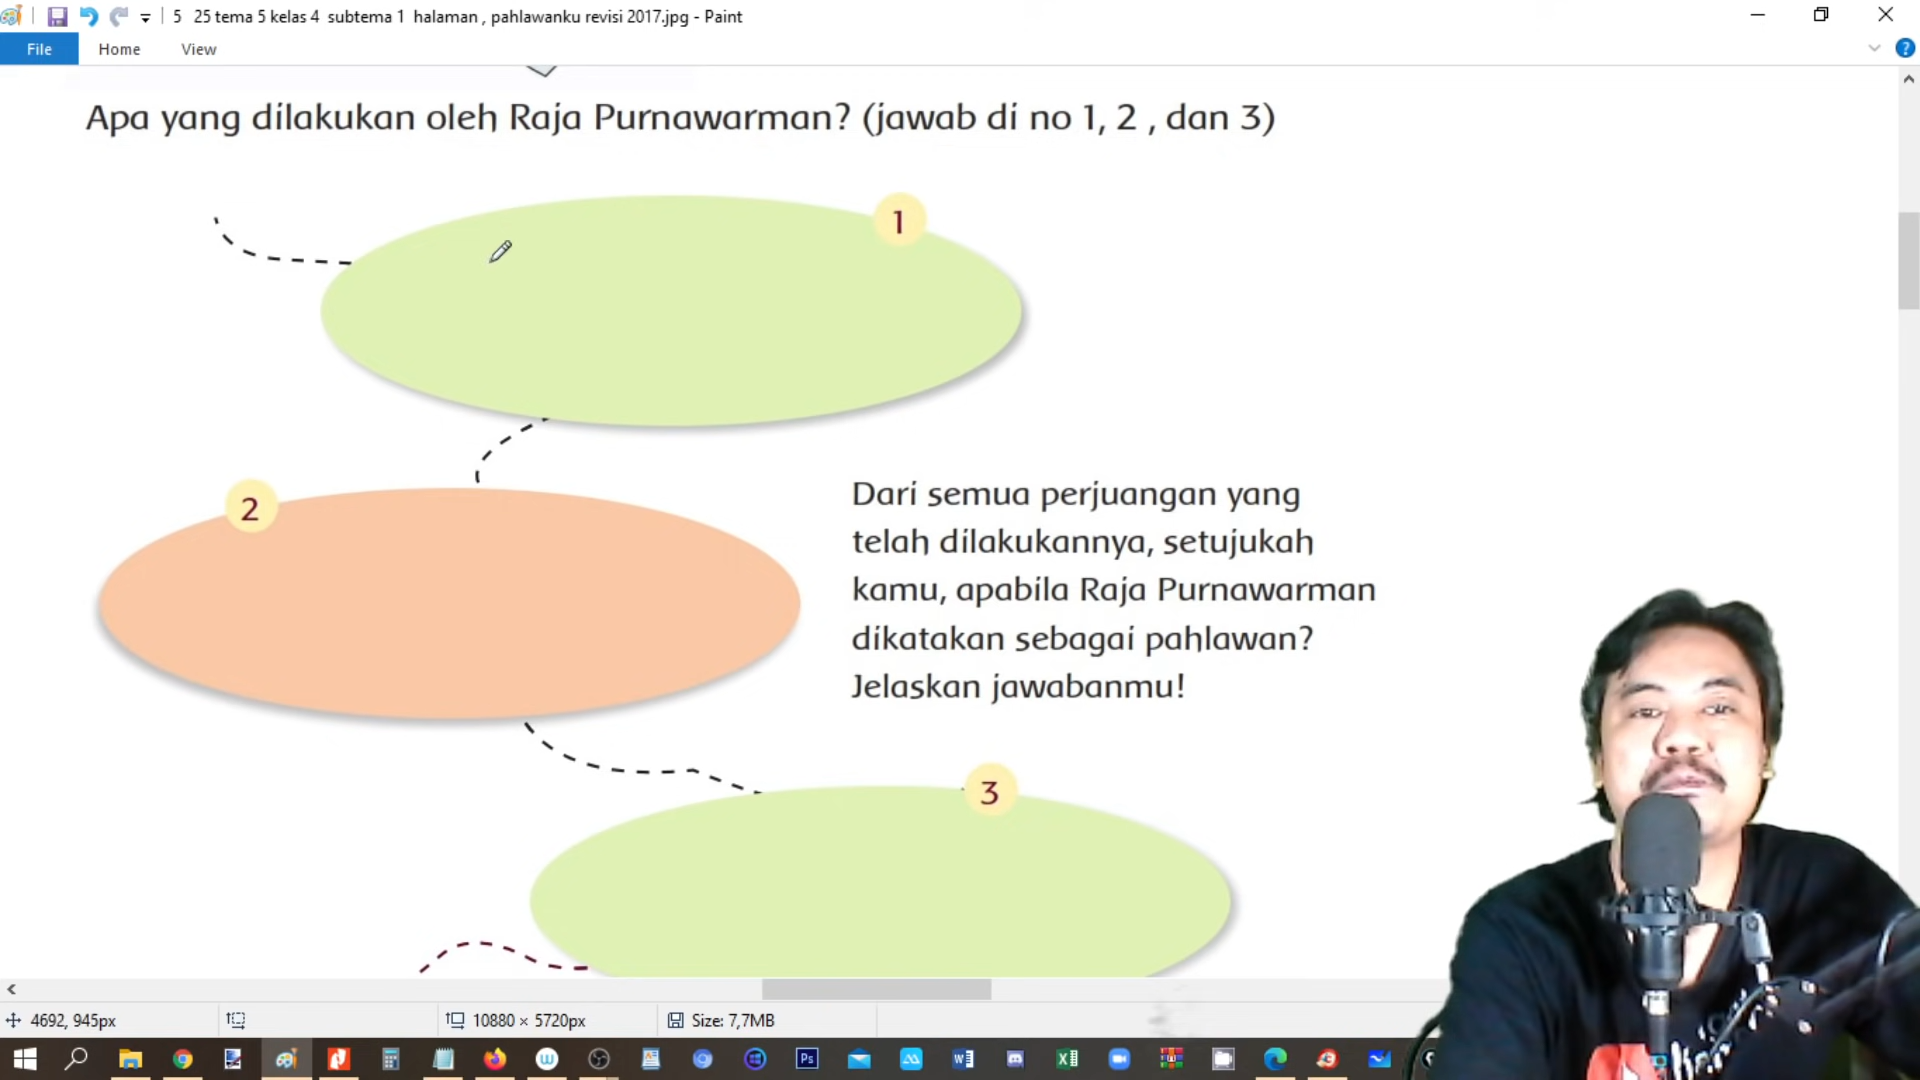 5   25 tema 5 kelas 4  subtema 1  halaman , pahlawanku revisi 2017.jpg - Paint
File Home View
Apa yang dilakukan oleh Raja Purnawarman? (jawab di no 1, 2 , dan 3)
1
2
Dari semua perjuangan yang
telah dilakukannya, setujukah
kamu, apabila Raja Purnawarman
dikatakan sebagai pahlawan?
Jelaskan jawabanmu!
3
4692, 945px
10880 × 5720px
Size: 7,7MB
Ps